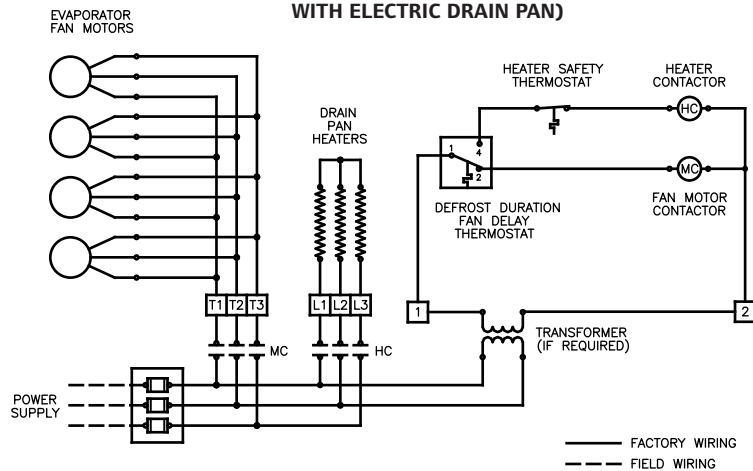 WITH ELECTRIC DRAIN PAN)
EVAPORATOR
FAN MOTORS
DRAIN
PAN
HEATERS
HEATER SAFETY
THERMOSTAT
HEATER
CONTACTOR
HC
1
4
2
MC
DEFROST DURATION
FAN DELAY
THERMOSTAT
FAN MOTOR
CONTACTOR
T1 T2 T3
L1 L2 L3
1
2
MC
HC
TRANSFORMER
(IF REQUIRED)
POWER
SUPPLY
FACTORY WIRING
FIELD WIRING